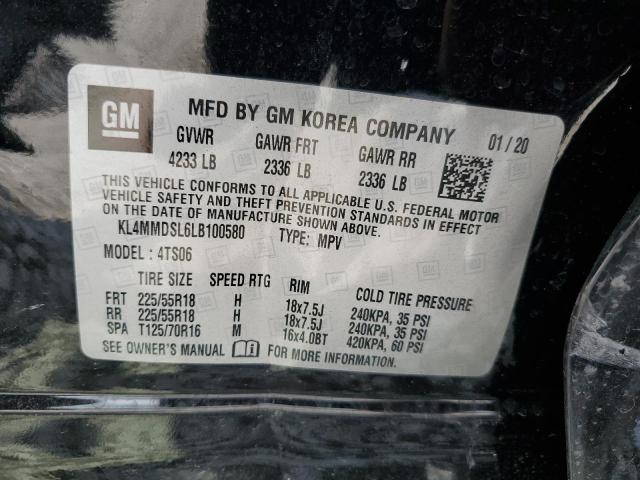 GM
MFD BY GM KOREA COMPANY 01 / 20
GVWR GAWR FRT GAWR RR
4233 LB 2336 LB 2336 LB
THIS VEHICLE CONFORMS TO ALL APPLICABLE U.S. FEDERAL MOTOR
VEHICLE SAFETY AND THEFT PREVENTION STANDARDS IN EFFECT
ON THE DATE OF MANUFACTURE SHOWN ABOVE.
KL4MMDSL6LB100580 TYPE: MPV
MODEL : 4TS06
TIRE SIZE SPEED RTG RIM COLD TIRE PRESSURE
FRT 225/55R18 H 18x7.5J 240KPA, 35 PSI
RR 225/55R18 H 18x7.5J 240KPA, 35 PSI
SPA T125/70R16 M 16x4.0BT 420KPA, 60 PSI
SEE OWNER'S MANUAL FOR MORE INFORMATION.